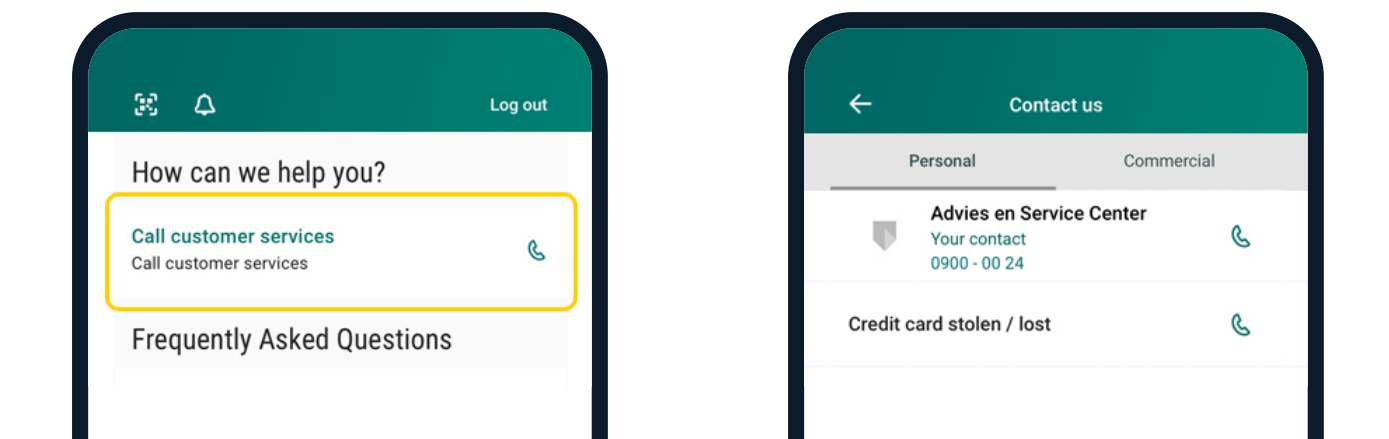 Log out
How can we help you?
Call customer services
Call customer services
Frequently Asked Questions
Contact us
Personal
Commercial
Advies en Service Center
Your contact
0900 - 00 24
Credit card stolen / lost